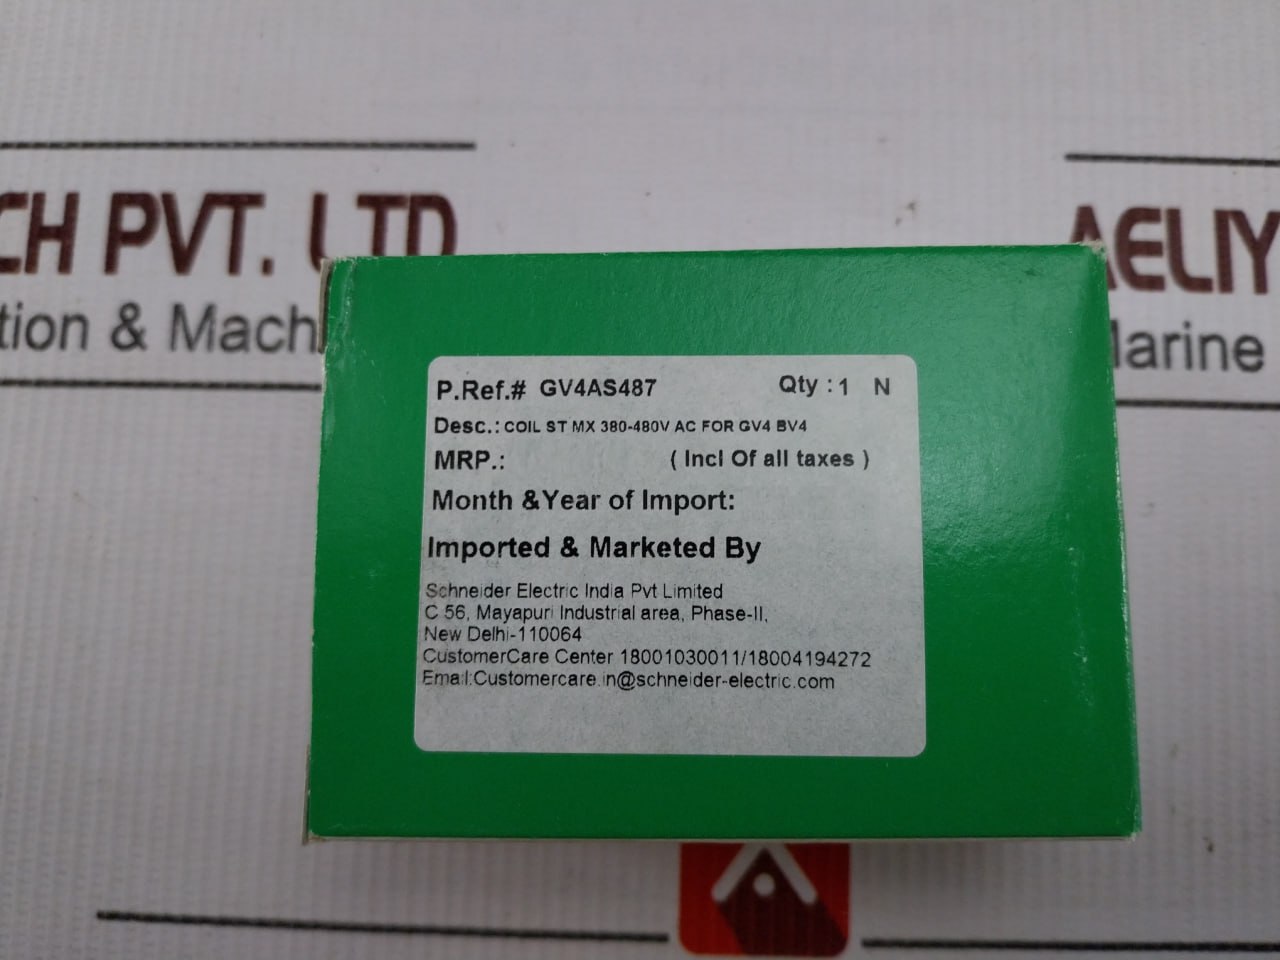 CH PVT. LTD
tion & Mach
AELIY
arine
P.Ref.# GV4AS487 Qty : 1 N
Desc.: COIL ST MX 380-480V AC FOR GV4 BV4
MRP.: ( Incl Of all taxes )
Month &Year of Import:
Imported & Marketed By
Schneider Electric India Pvt Limited
C 56, Mayapuri Industrial area, Phase-II,
New Delhi-110064
CustomerCare Center 18001030011/18004194272
Email:Customercare.in@schneider-electric.com